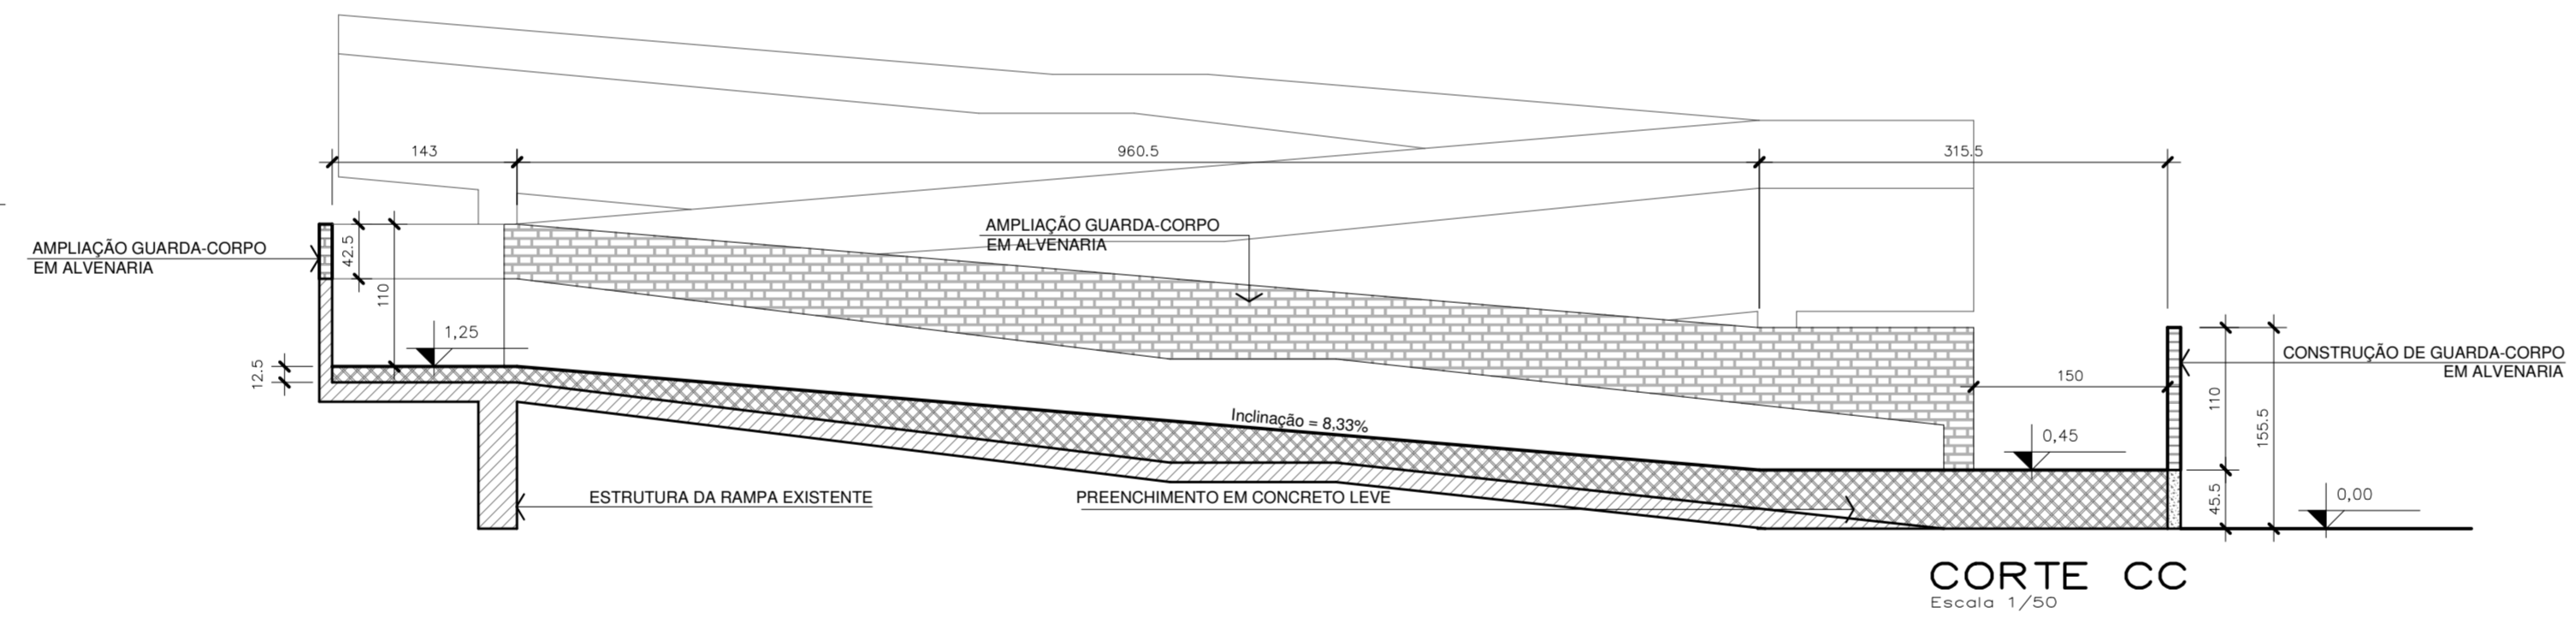 143
960.5
315.5
AMPLIAÇÃO GUARDA-CORPO
EM ALVENARIA
42.5
110
AMPLIAÇÃO GUARDA-CORPO
EM ALVENARIA
1,25
12.5
CONSTRUÇÃO DE GUARDA-CORPO
EM ALVENARIA
150
110
155.5
Inclinação = 8,33%
0,45
45.5
0,00
ESTRUTURA DA RAMPA EXISTENTE
PREENCHIMENTO EM CONCRETO LEVE
CORTE CC
Escala 1/50